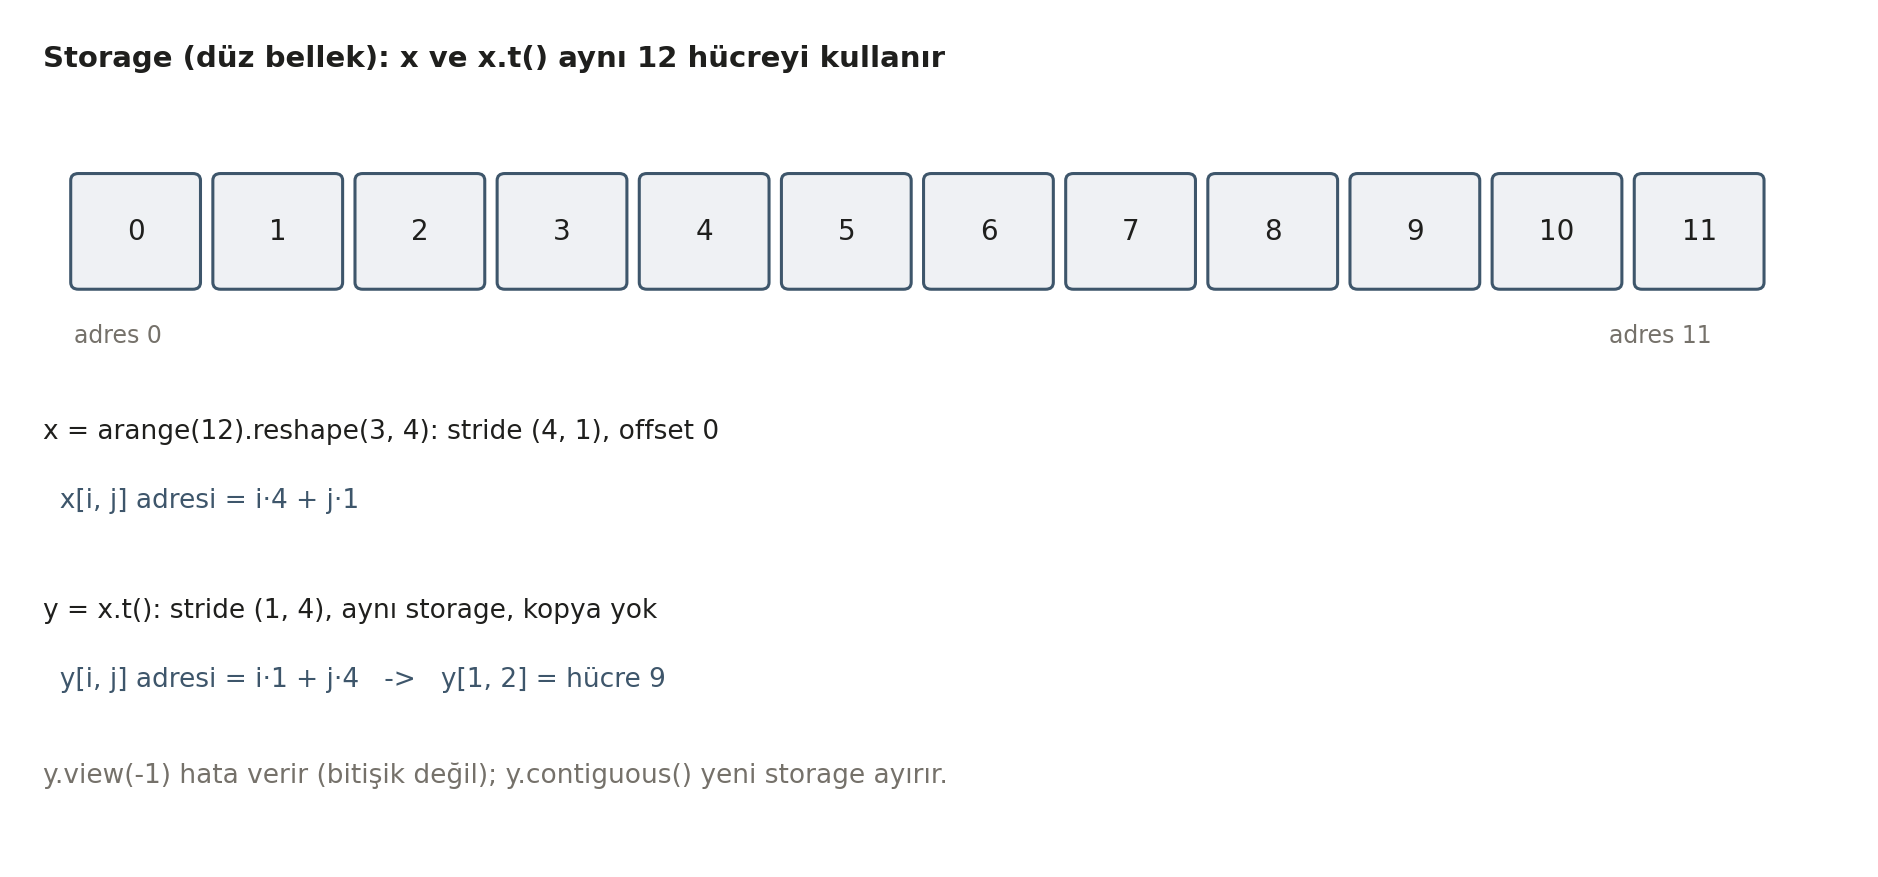 Storage (düz bellek): x ve x.t() aynı 12 hücreyi kullanır
0 1 2 3 4 5 6 7 8 9 10 11
adres 0 adres 11
x = arange(12).reshape(3, 4): stride (4, 1), offset 0
x[i, j] adresi = i·4 + j·1
y = x.t(): stride (1, 4), aynı storage, kopya yok
y[i, j] adresi = i·1 + j·4 -> y[1, 2] = hücre 9
y.view(-1) hata verir (bitişik değil); y.contiguous() yeni storage ayırır.